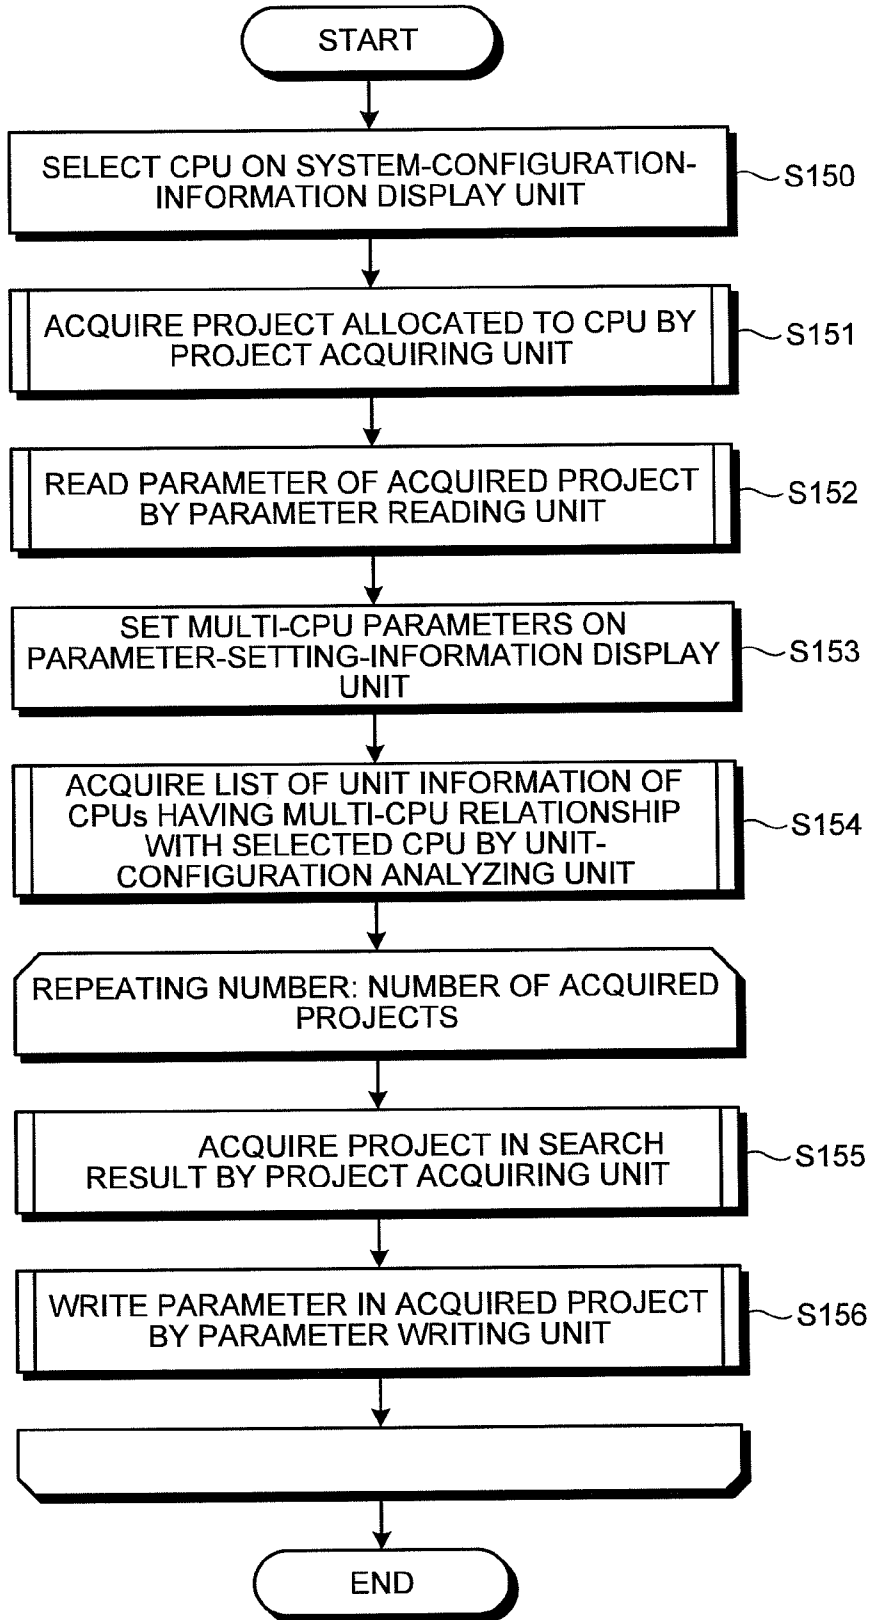 START
SELECT CPU ON SYSTEM-CONFIGURATION-
INFORMATION DISPLAY UNIT
S150
ACQUIRE PROJECT ALLOCATED TO CPU BY
PROJECT ACQUIRING UNIT
S151
READ PARAMETER OF ACQUIRED PROJECT
BY PARAMETER READING UNIT
S152
SET MULTI-CPU PARAMETERS ON
PARAMETER-SETTING-INFORMATION DISPLAY
UNIT
S153
ACQUIRE LIST OF UNIT INFORMATION OF
CPUs HAVING MULTI-CPU RELATIONSHIP
WITH SELECTED CPU BY UNIT-
CONFIGURATION ANALYZING UNIT
S154
REPEATING NUMBER: NUMBER OF ACQUIRED
PROJECTS
ACQUIRE PROJECT IN SEARCH
RESULT BY PROJECT ACQUIRING UNIT
S155
WRITE PARAMETER IN ACQUIRED PROJECT
BY PARAMETER WRITING UNIT
S156
END